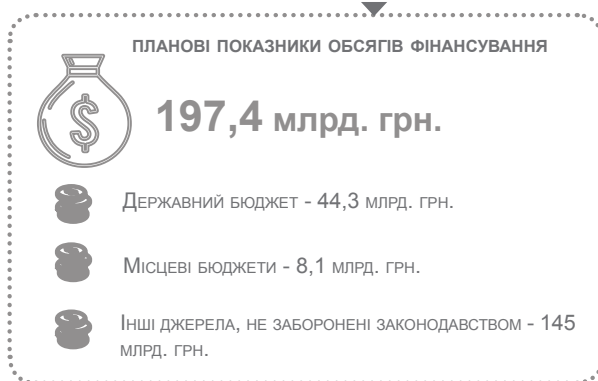 ПЛАНОВІ ПОКАЗНИКИ ОБСЯГІВ ФІНАНСУВАННЯ
$
197,4 МЛРД. ГРН.
ДЕРЖАВНИЙ БЮДЖЕТ - 44,3 МЛРД. ГРН.
МІСЦЕВІ БЮДЖЕТИ - 8,1 МЛРД. ГРН.
ІНШІ ДЖЕРЕЛА, НЕ ЗАБОРОНЕНІ ЗАКОНОДАВСТВОМ - 145
МЛРД. ГРН.